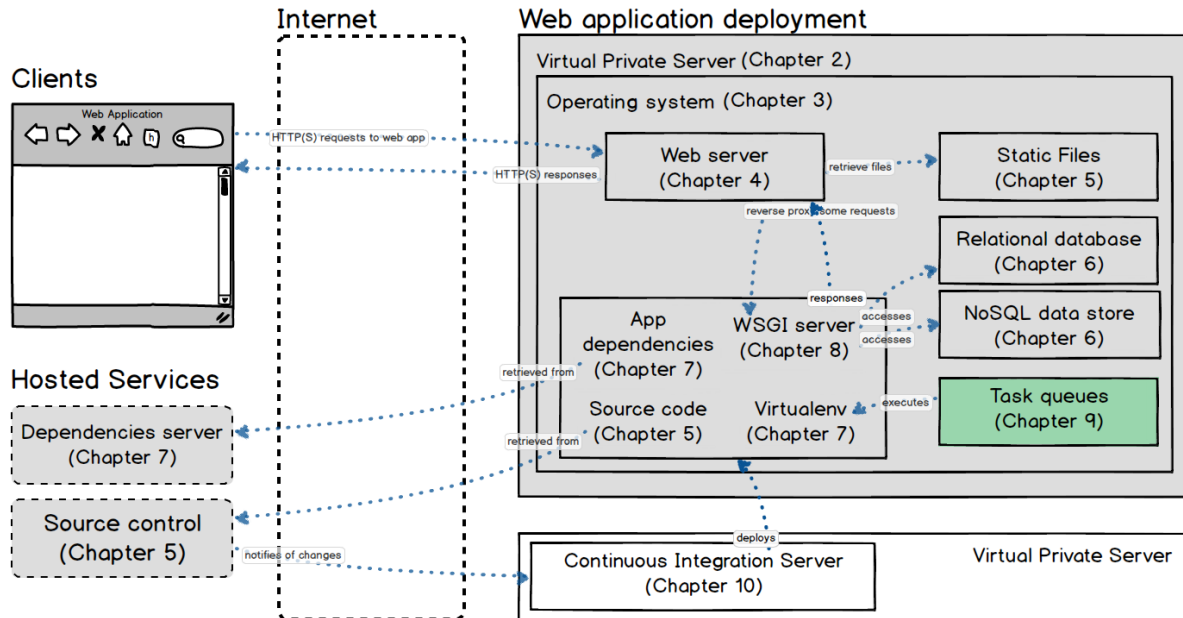 Internet
Web application deployment
Virtual Private Server (Chapter 2)
Clients
Operating system (Chapter 3)
Web Application
h
HTTP(S) requests to web app
Web server
(Chapter 4)
retrieve files
Static Files
(Chapter 5)
HTTP(S) responses
reverse proxy some requests
Relational database
(Chapter 6)
responses
accesses
NoSQL data store
(Chapter 6)
accesses
App
dependencies
(Chapter 7)
WSGI server
(Chapter 8)
retrieved from
Hosted Services
Dependencies server
(Chapter 7)
Source code
(Chapter 5)
Virtualenv
(Chapter 7)
executes
Task queues
(Chapter 9)
retrieved from
Source control
(Chapter 5)
notifies of changes
deploys
Continuous Integration Server
(Chapter 10)
Virtual Private Server